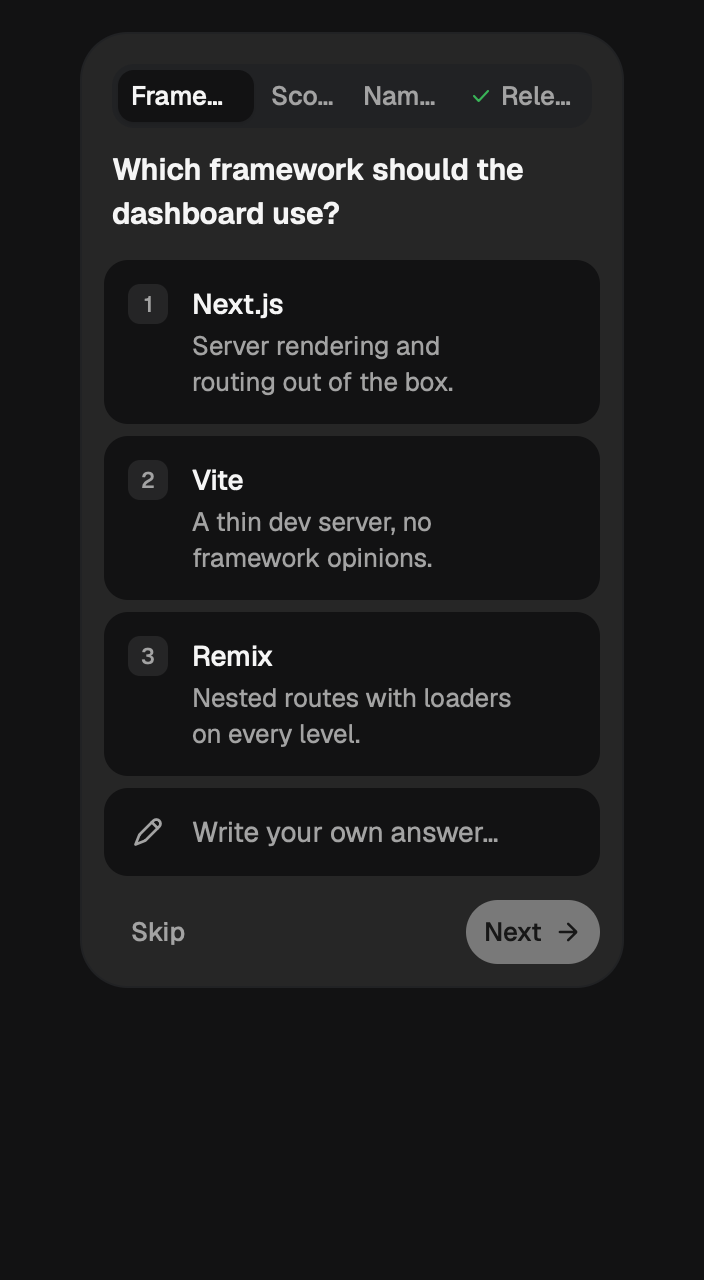 Frame… Sco… Nam… Rele…
Which framework should the
dashboard use?
1 Next.js
Server rendering and
routing out of the box.
2 Vite
A thin dev server, no
framework opinions.
3 Remix
Nested routes with loaders
on every level.
Write your own answer…
Skip Next